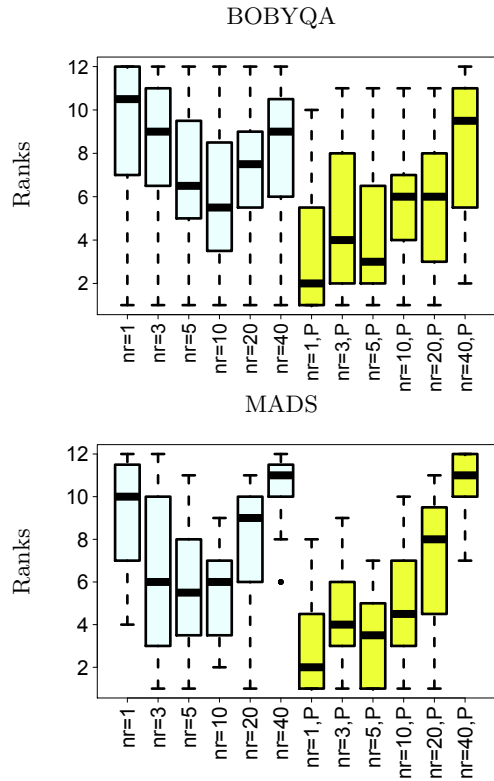 BOBYQA
Ranks
12
10
8
6
4
2
nr=1
nr=3
nr=5
nr=10
nr=20
nr=40
nr=1,P
nr=3,P
nr=5,P
nr=10,P
nr=20,P
nr=40,P
MADS
Ranks
12
10
8
6
4
2
nr=1
nr=3
nr=5
nr=10
nr=20
nr=40
nr=1,P
nr=3,P
nr=5,P
nr=10,P
nr=20,P
nr=40,P